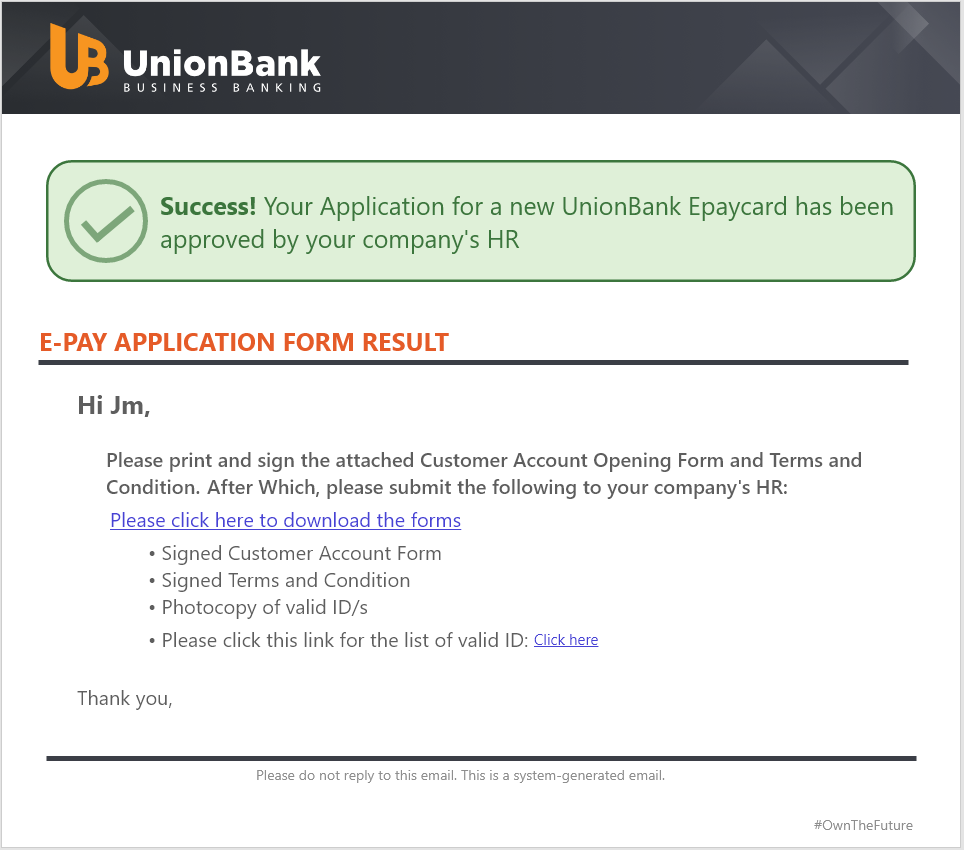 UnionBank
BUSINESS BANKING
Success! Your Application for a new UnionBank Epaycard has been
approved by your company's HR
E-PAY APPLICATION FORM RESULT
Hi Jm,
Please print and sign the attached Customer Account Opening Form and Terms and
Condition. After Which, please submit the following to your company's HR:
Please click here to download the forms
• Signed Customer Account Form
• Signed Terms and Condition
• Photocopy of valid ID/s
• Please click this link for the list of valid ID: Click here
Thank you,
Please do not reply to this email. This is a system-generated email.
#OwnTheFuture